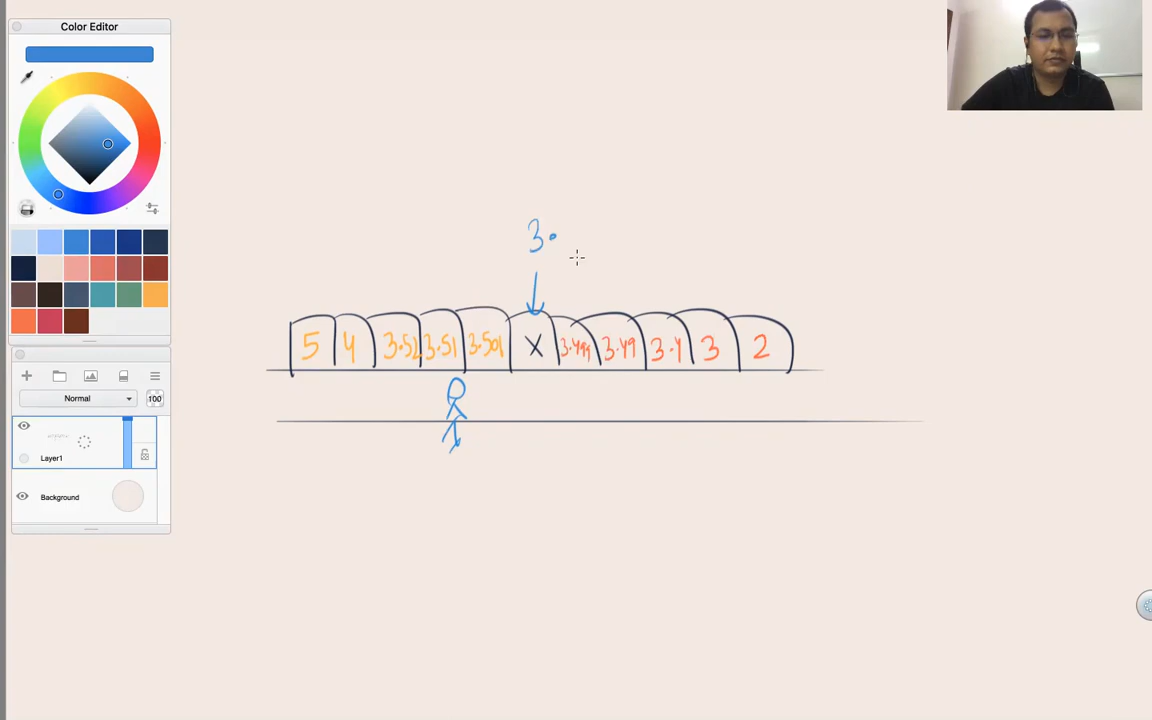 Color Editor
3.
5 4 3.52 3.51 3.501 X 3.499 3.49 3.4 3 2
Normal 100
Layer1
Background